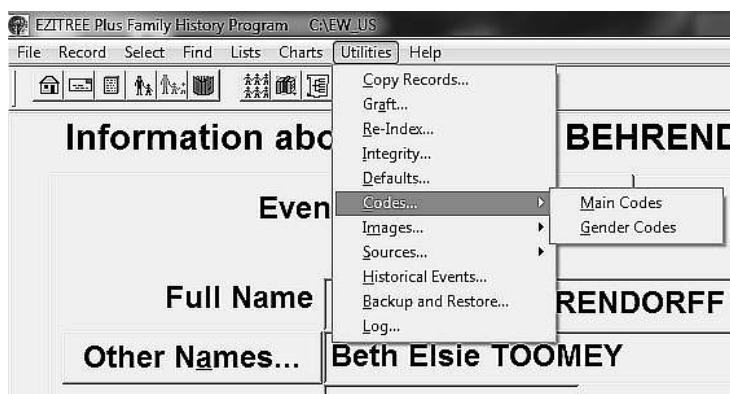 EZITREE Plus Family History Program C:\EW_US
File Record Select Find Lists Charts Utilities Help
Copy Records...
Graft...
Re-Index...
Integrity...
Defaults...
Codes...
Images...
Sources...
Historical Events...
Backup and Restore...
Log...
Main Codes
Gender Codes
Information abo
BEHREND
Even
Full Name
RENDORFF
Other Names...
Beth Elsie TOOMEY